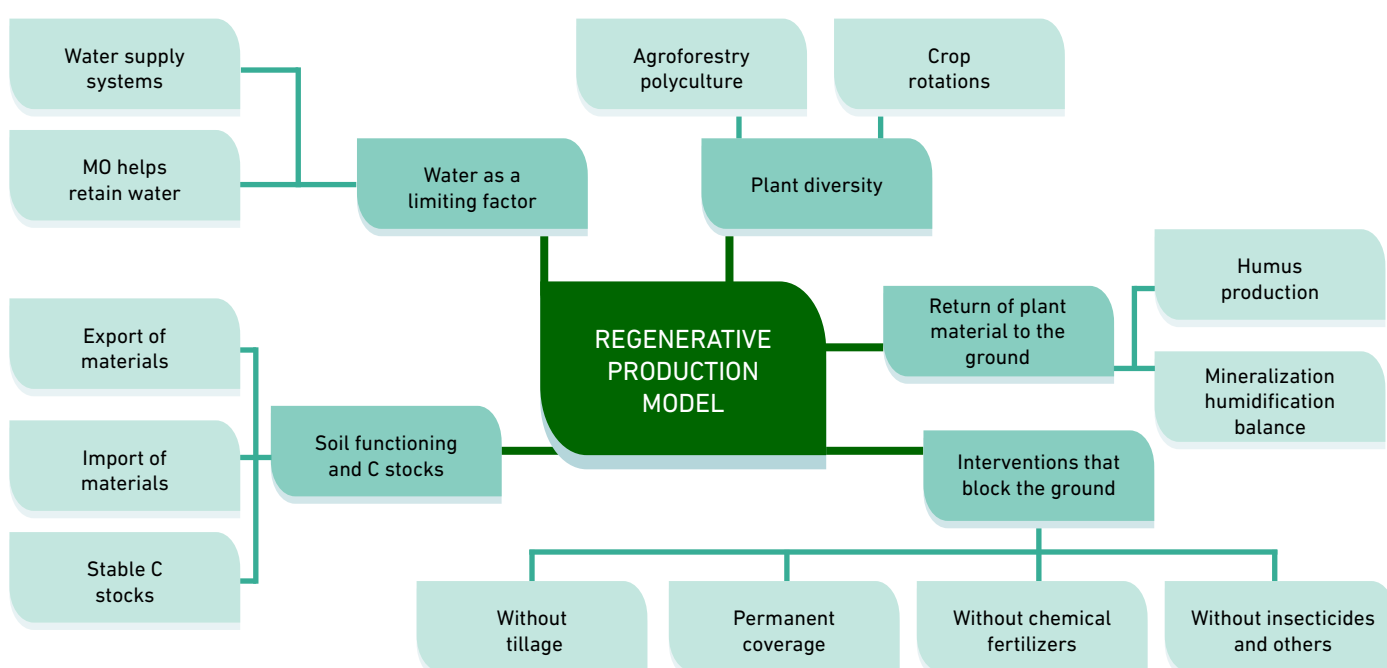 Water supply
systems
MO helps
retain water
Water as a
limiting factor
Agroforestry
polyculture
Crop
rotations
Plant diversity
REGENERATIVE
PRODUCTION
MODEL
Return of plant
material to the
ground
Humus
production
Mineralization
humidification
balance
Export of
materials
Import of
materials
Stable C
stocks
Soil functioning
and C stocks
Interventions that
block the ground
Without
tillage
Permanent
coverage
Without chemical
fertilizers
Without insecticides
and others